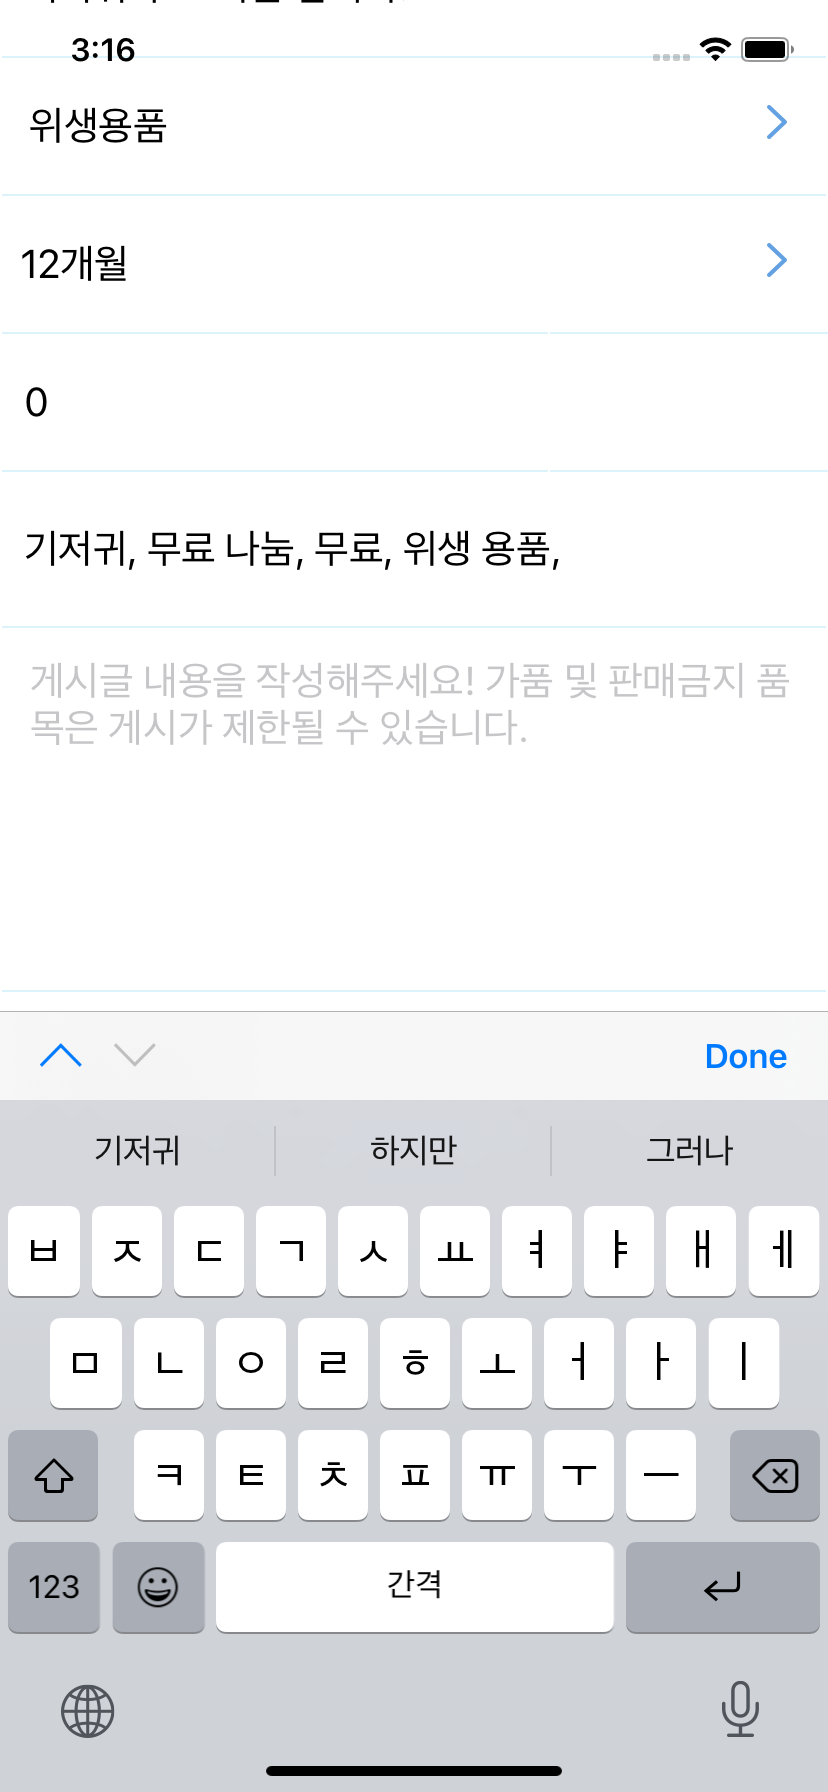 3:16
위생용품
12개월
0
기저귀, 무료 나눔, 무료, 위생 용품,
게시글 내용을 작성해주세요! 가품 및 판매금지 품
목은 게시가 제한될 수 있습니다.
Done
기저귀 하지만 그러나
ㅂ ㅈ ㄷ ㄱ ㅅ ㅛ ㅕ ㅑ ㅐ ㅔ
ㅁ ㄴ ㅇ ㄹ ㅎ ㅗ ㅓ ㅏ ㅣ
ㅋ ㅌ ㅊ ㅍ ㅠ ㅜ ㅡ
123 간격